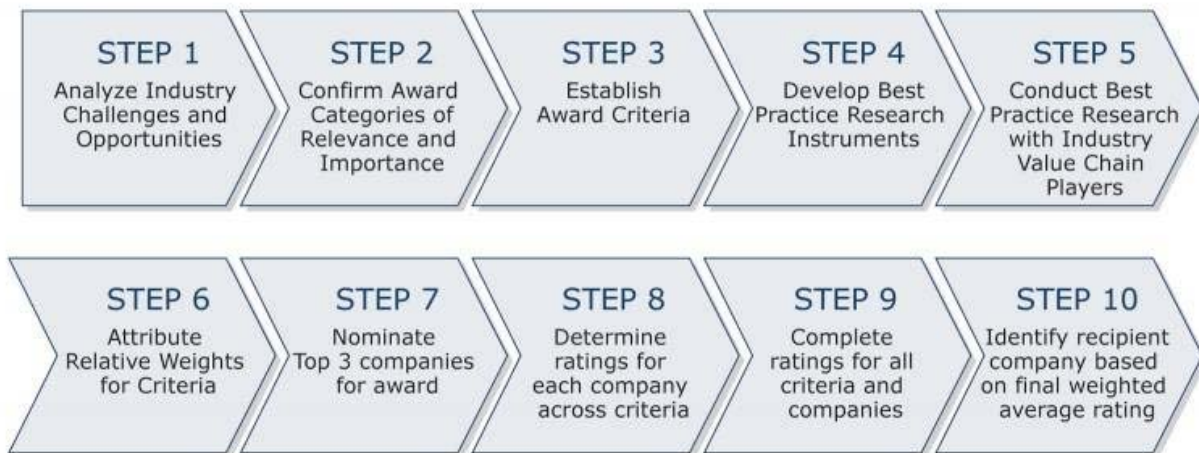 STEP 1
Analyze Industry
Challenges and
Opportunities
STEP 2
Confirm Award
Categories of
Relevance and
Importance
STEP 3
Establish
Award Criteria
STEP 4
Develop Best
Practice Research
Instruments
STEP 5
Conduct Best
Practice Research
with Industry
Value Chain
Players
STEP 6
Attribute
Relative Weights
for Criteria
STEP 7
Nominate
Top 3 companies
for award
STEP 8
Determine
ratings for
each company
across criteria
STEP 9
Complete
ratings for all
criteria and
companies
STEP 10
Identify recipient
company based
on final weighted
average rating